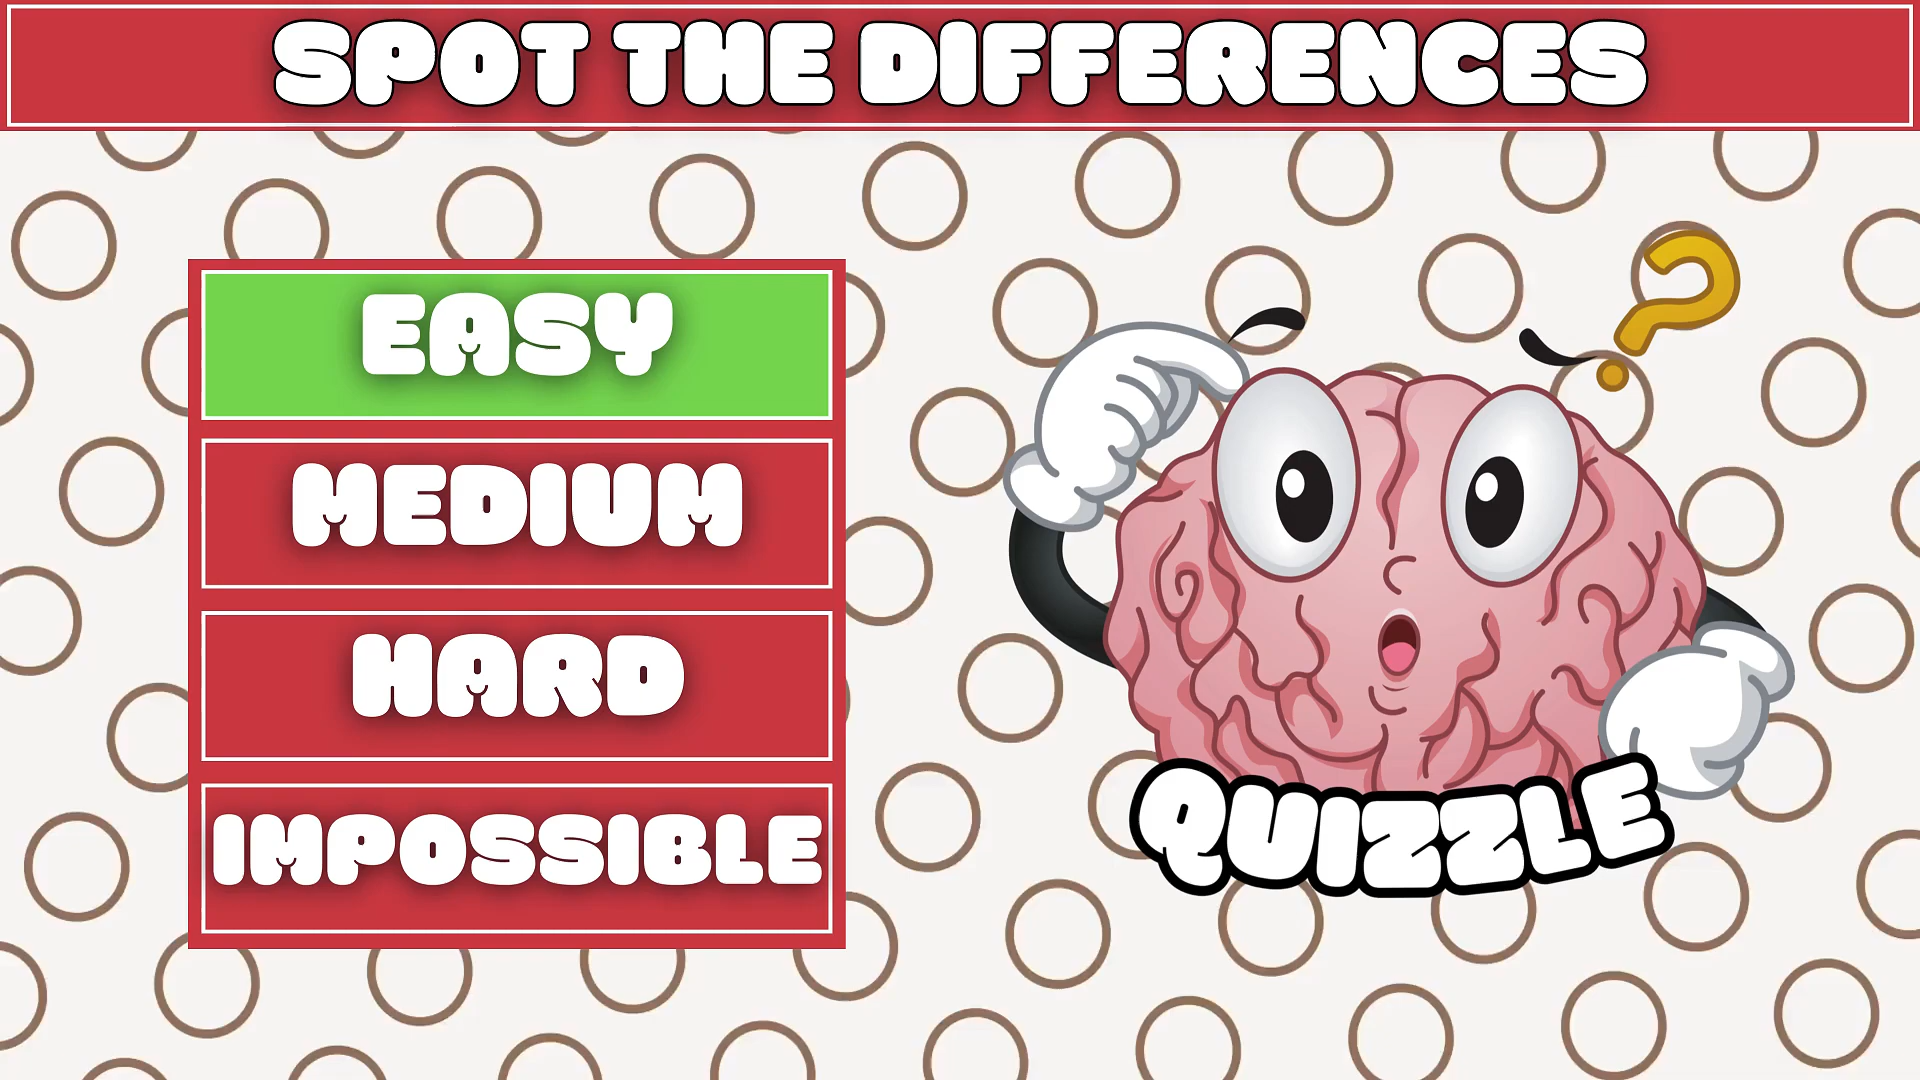 SPOT THE DIFFERENCES
EASY
MEDIUM
HARD
IMPOSSIBLE
?
QUIZZLE